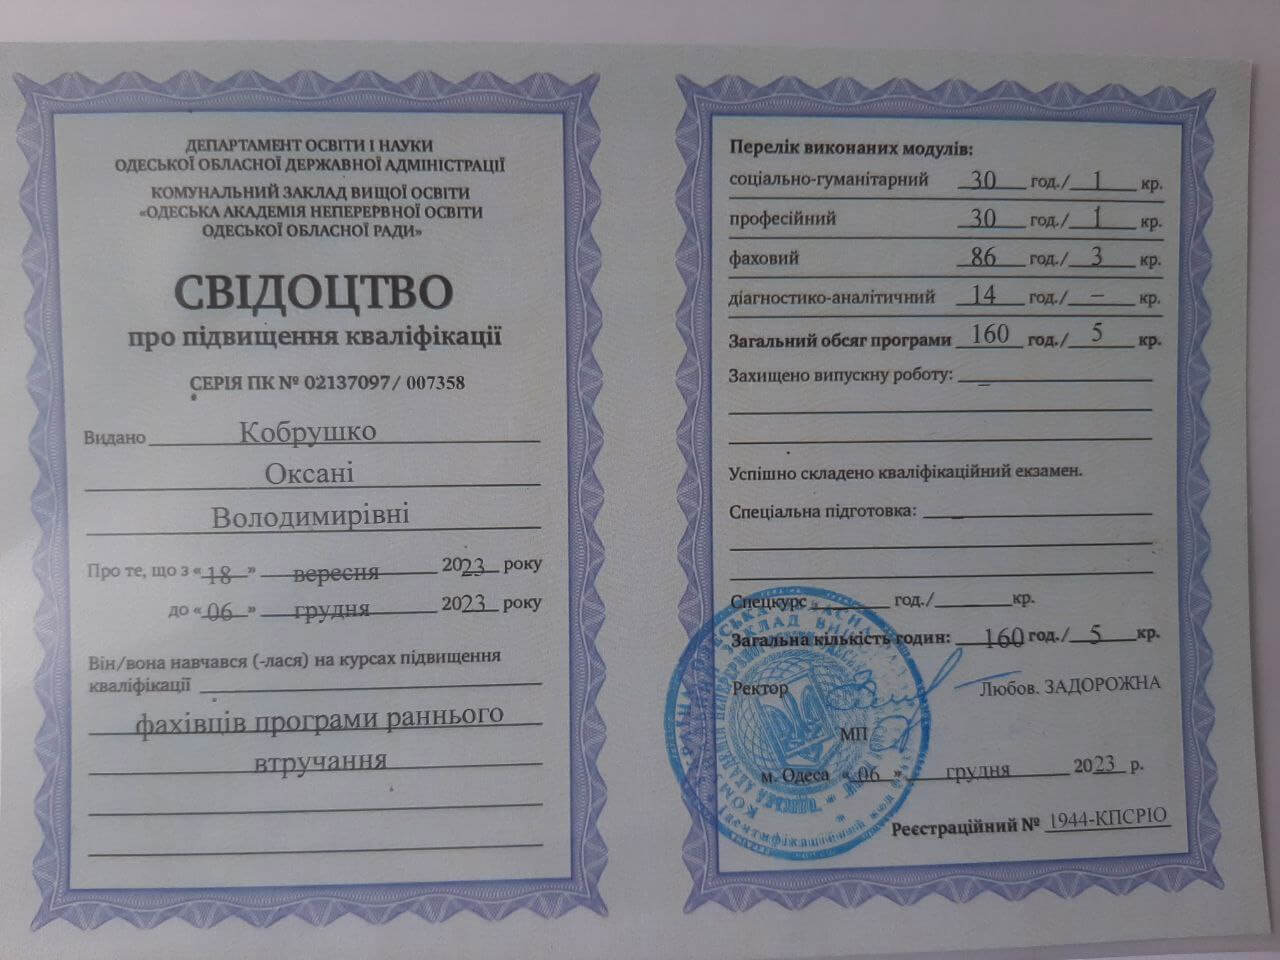 ДЕПАРТАМЕНТ ОСВІТИ І НАУКИ
ОДЕСЬКОЇ ОБЛАСНОЇ ДЕРЖАВНОЇ АДМІНІСТРАЦІЇ
КОМУНАЛЬНИЙ ЗАКЛАД ВИЩОЇ ОСВІТИ
«ОДЕСЬКА АКАДЕМІЯ НЕПЕРЕРВНОЇ ОСВІТИ
ОДЕСЬКОЇ ОБЛАСНОЇ РАДИ»
СВІДОЦТВО
про підвищення кваліфікації
СЕРІЯ ПК № 02137097/ 007358
Видано Кобрушко
Оксані
Володимирівні
Про те, що з «18» вересня 2023 року
до «06» грудня 2023 року
Він/вона навчався (-лася) на курсах підвищення
кваліфікації
фахівців програми раннього
втручання
Перелік виконаних модулів:
соціально-гуманітарний 30 год./ 1 кр.
професійний 30 год./ 1 кр.
фаховий 86 год./ 3 кр.
діагностико-аналітичний 14 год./ – кр.
Загальний обсяг програми 160 год./ 5 кр.
Захищено випускну роботу: –
Успішно складено кваліфікаційний екзамен.
Спеціальна підготовка:
Спецкурс год./ кр.
Загальна кількість годин: 160 год./ 5 кр.
Ректор Любов. ЗАДОРОЖНА
МП
м. Одеса «06» грудня 2023 р.
Реєстраційний № 1944-КПСРІО